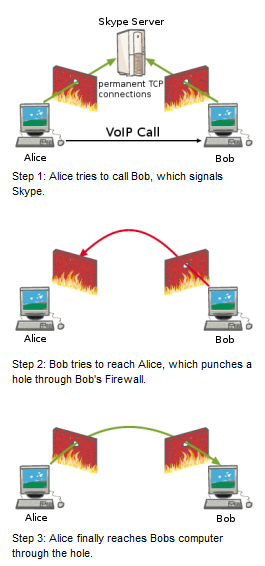 Skype Server
permanent TCP
connections
VoIP Call
Alice
Bob
Step 1: Alice tries to call Bob, which signals
Skype.
Alice
Bob
Step 2: Bob tries to reach Alice, which punches a
hole through Bob's Firewall.
Alice
Bob
Step 3: Alice finally reaches Bobs computer
through the hole.